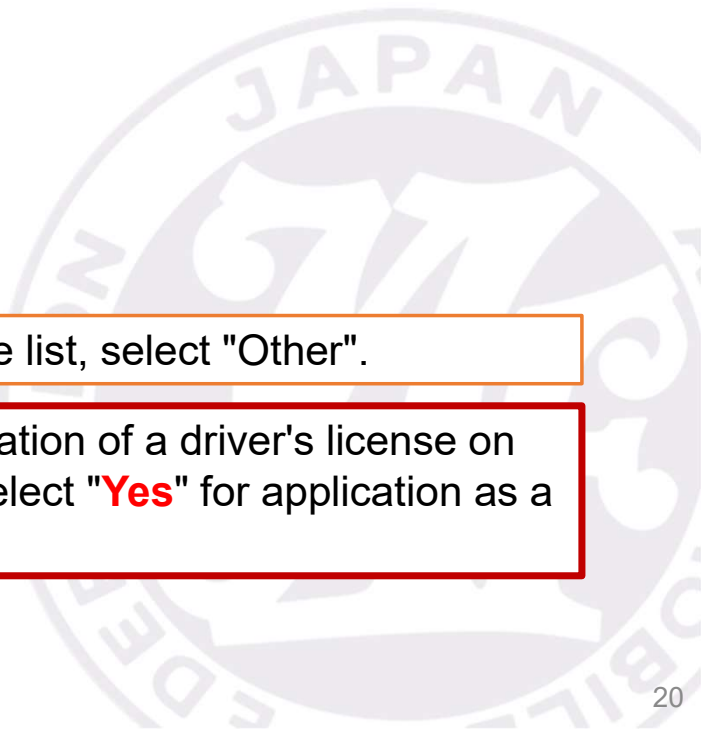 JAPAN
e list, select "Other".
ation of a driver's license on
elect "Yes" for application as a
20